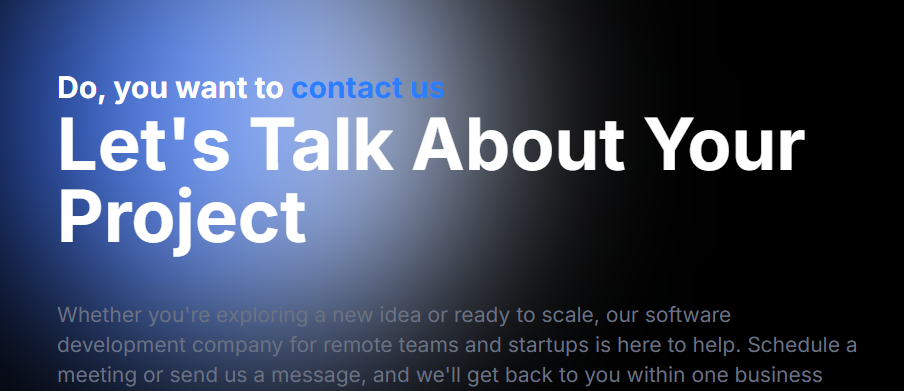 Do, you want to contact us
Let's Talk About Your
Project
Whether you're exploring a new idea or ready to scale, our software
development company for remote teams and startups is here to help. Schedule a
meeting or send us a message, and we'll get back to you within one business